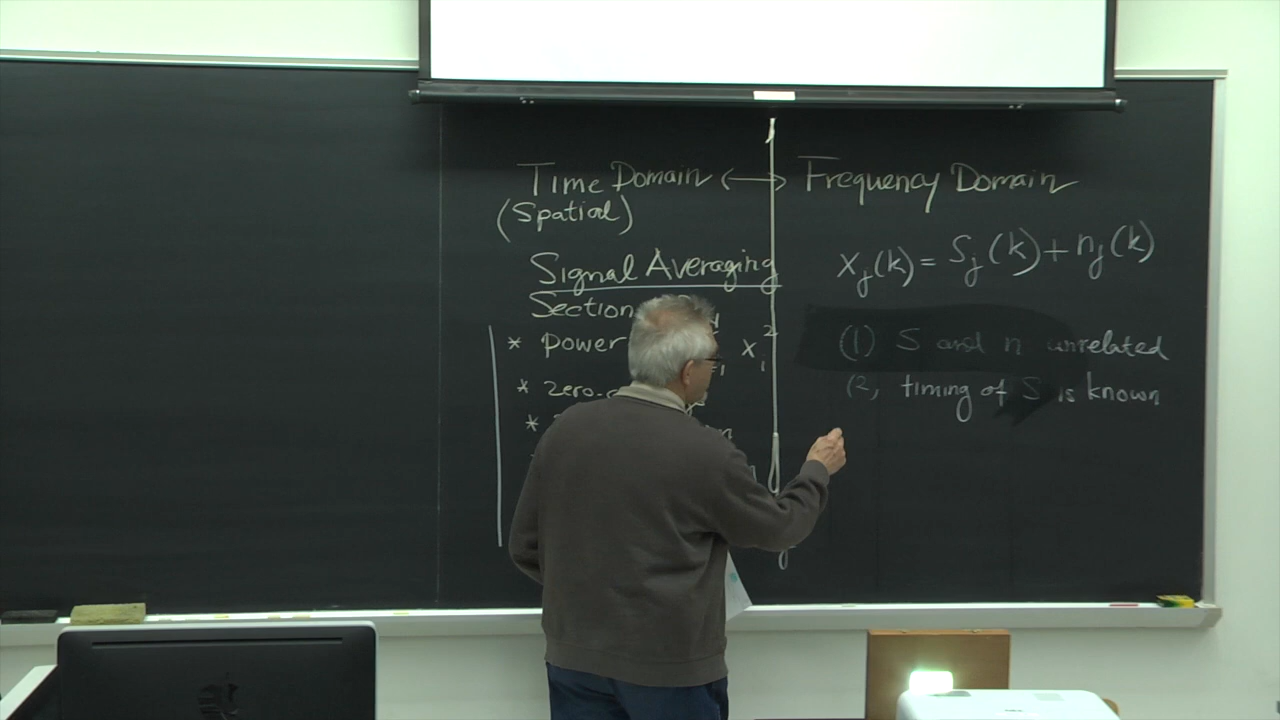 Time Domain ⟷ Frequency Domain
(Spatial)
Signal Averaging
Section
* power x₁²
* zero-
*
x_j(k) = S_j(k) + n_j(k)
(1) S and n unrelated
(2) timing of S is known